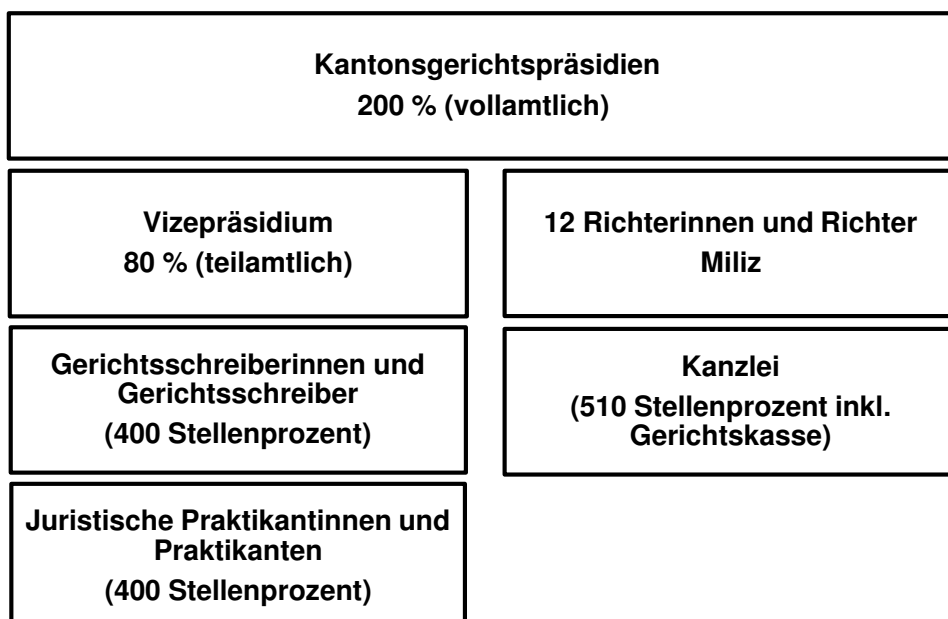 Kantonsgerichtspräsidien
200 % (vollamtlich)
Vizepräsidium
80 % (teilamtlich)
12 Richterinnen und Richter
Miliz
Gerichtsschreiberinnen und
Gerichtsschreiber
(400 Stellenprozent)
Kanzlei
(510 Stellenprozent inkl.
Gerichtskasse)
Juristische Praktikantinnen und
Praktikanten
(400 Stellenprozent)